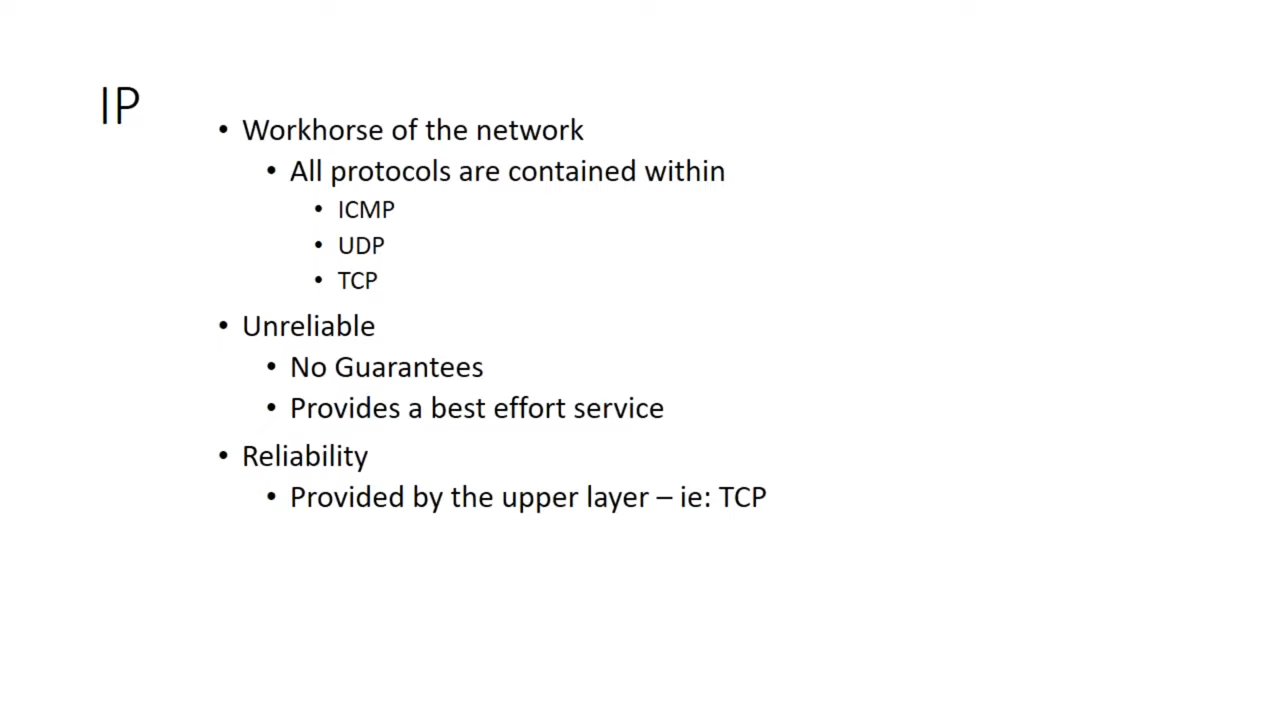 IP
• Workhorse of the network
• All protocols are contained within
• ICMP
• UDP
• TCP
• Unreliable
• No Guarantees
• Provides a best effort service
• Reliability
• Provided by the upper layer – ie: TCP